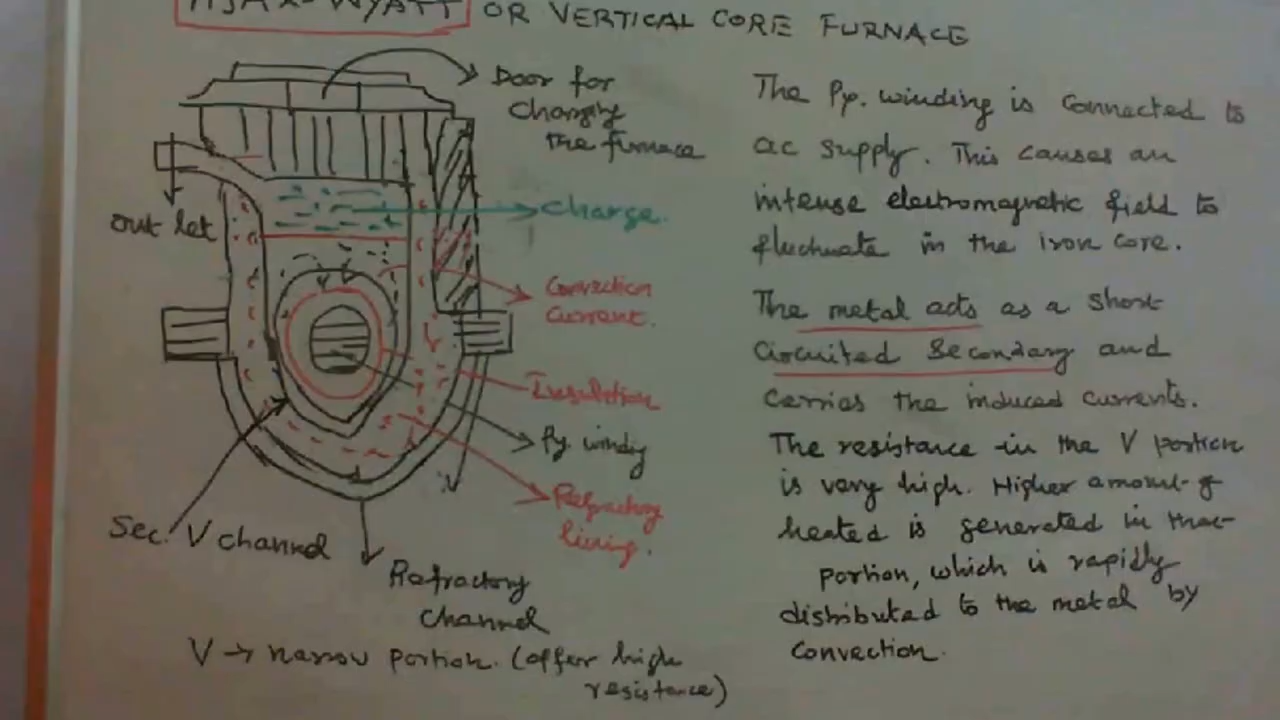 AJAX-WYATT OR VERTICAL CORE FURNACE
Door for
Charging
the furnace
out let
Charge.
Convection
Current.
Insulation
Py. winding
Refractory
lining.
Sec. V channel
Refractory
Channel
V → narrow portion. (offer high
resistance)
The Py. winding is connected to
ac supply. This causes an
intense electromagnetic field to
fluctuate in the iron core.
The metal acts as a short
Circuited Secondary and
carries the induced currents.
The resistance in the V portion
is very high. Higher amount of
heated is generated in that
portion, which is rapidly
distributed to the metal by
convection.